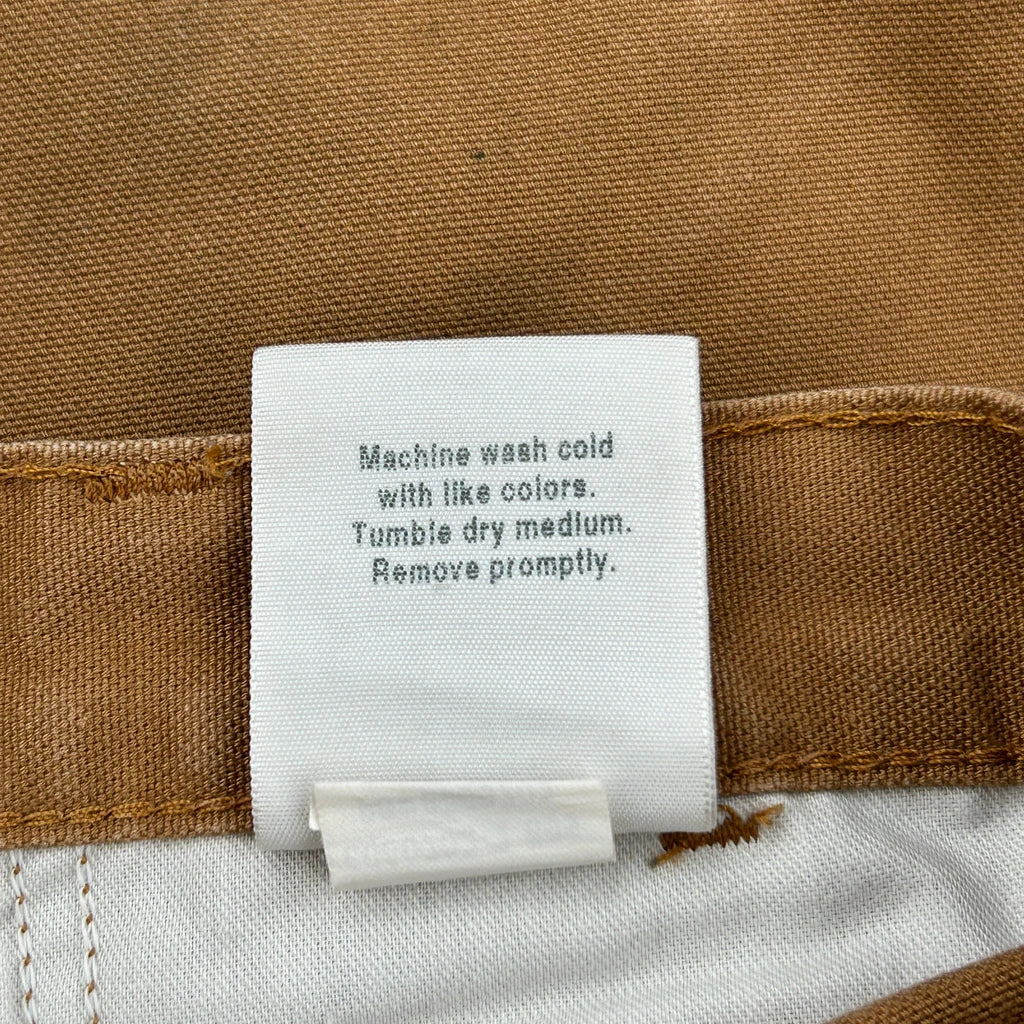 Machine wash cold
with like colors.
Tumble dry medium.
Remove promptly.